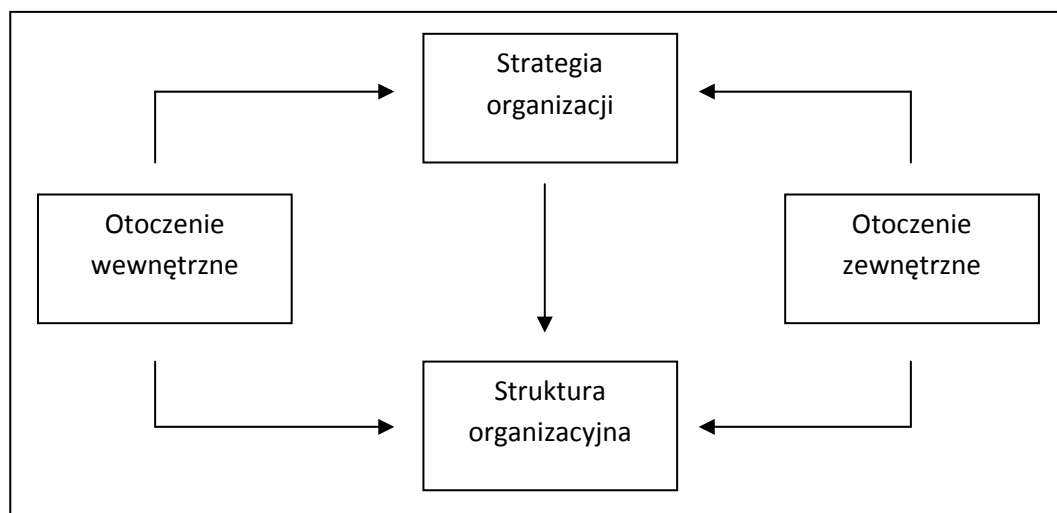 Strategia
organizacji
Otoczenie
wewnętrzne
Otoczenie
zewnętrzne
Struktura
organizacyjna